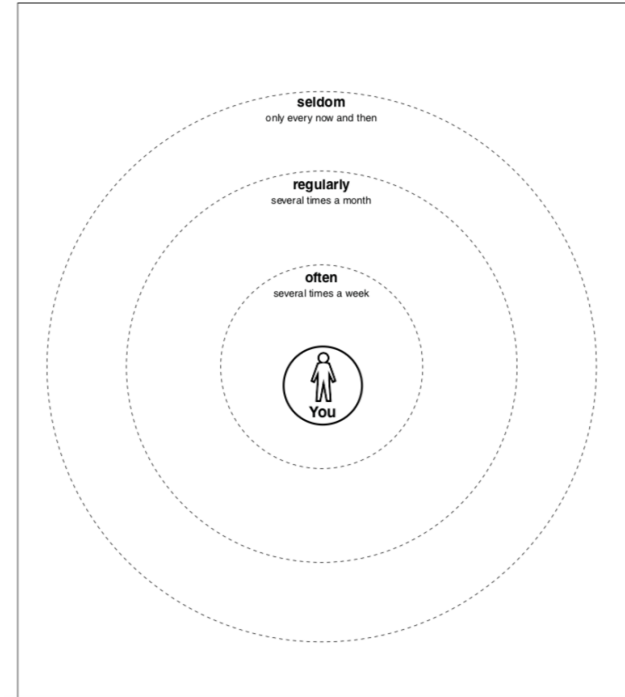 seldom
only every now and then
regularly
several times a month
often
several times a week
You